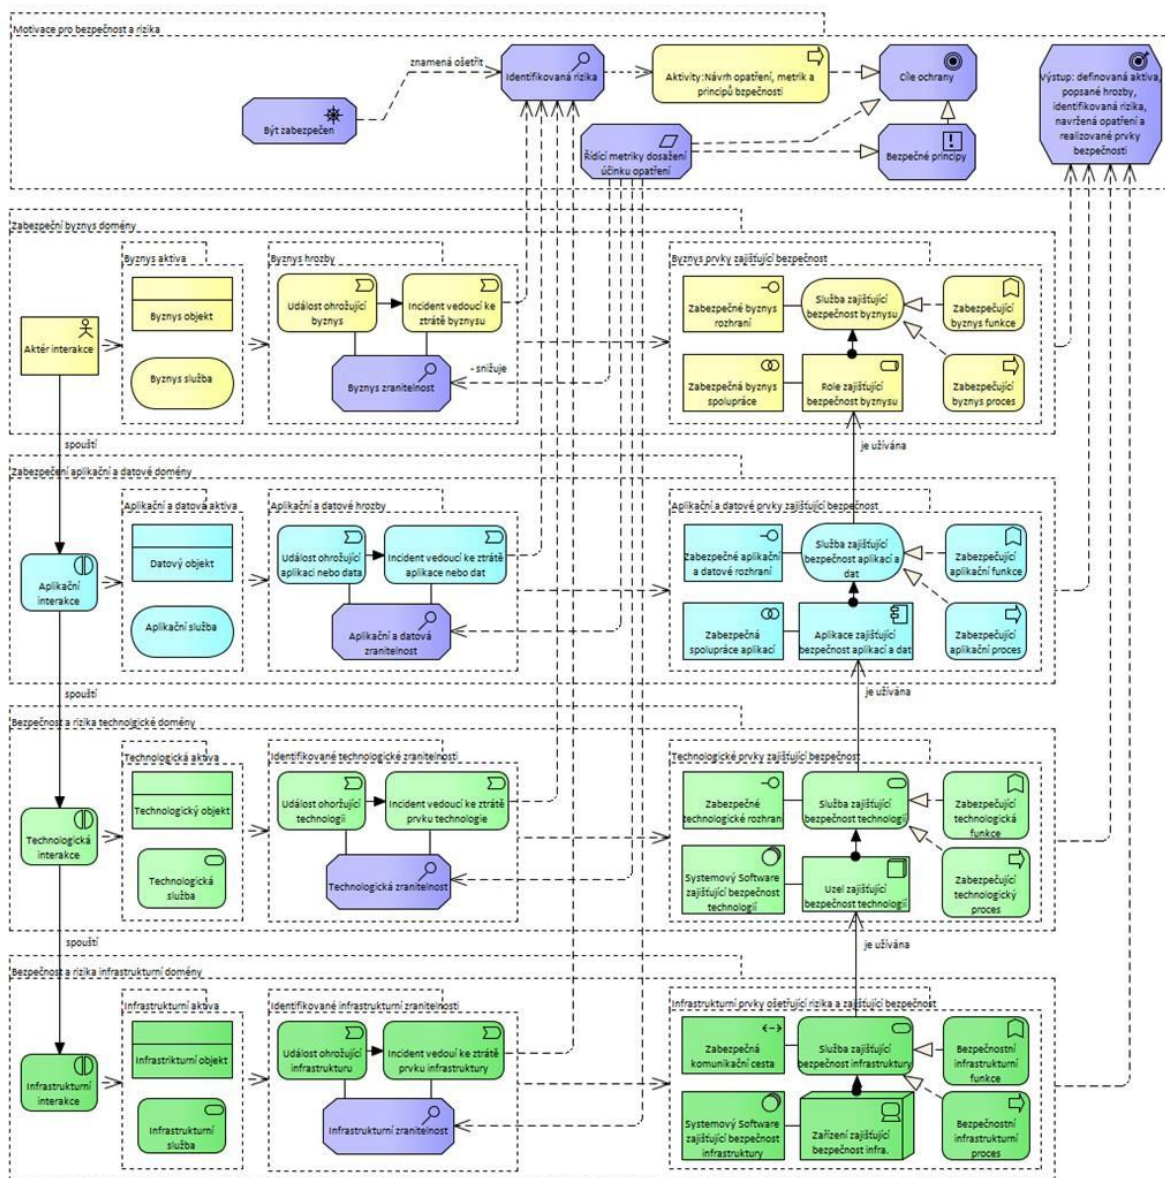 Motivace pro bezpečnost a rizika
znamená ošetřit
Být zabezpečen
Identifikovaná rizika
Aktivity:Návrh opatření, metrik a
principů bzpečnosti
Cíle ochrany
Řídící metriky dosažení
účinku opatření
Bezpečné principy
Výstup: definovaná aktiva,
popsané hrozby,
identifikovaná rizika,
navržená opatření a
realizované prvky
bezpečnosti
Zabezpeční byznys domény
Aktér interakce
Byznys aktiva
Byznys objekt
Byznys služba
Byznys hrozby
Událost ohrožující
byznys
Incident vedoucí ke
ztrátě byznysu
Byznys zranitelnost
- snižuje
Byznys prvky zajišťující bezpečnost
Zabezpečné byznys
rozhraní
Služba zajišťující
bezpečnost byznysu
Zabezpečující
byznys funkce
Zabezpečná byznys
spolupráce
Role zajišťující
bezpečnost byznysu
Zabezpečující
byznys proces
spouští
je užívána
Zabezpečení aplikační a datové domény
Aplikační
interakce
Aplikační a datová aktiva
Datový objekt
Aplikační služba
Aplikační a datové hrozby
Událost ohrožující
aplikaci nebo data
Incident vedoucí ke ztrátě
aplikace nebo dat
Aplikační a datová
zranitelnost
Aplikační a datové prvky zajišťující bezpečnost
Zabezpečné aplikační
a datové rozhraní
Služba zajišťující
bezpečnost aplikací a
dat
Zabezpečující
aplikační funkce
Zabezpečná
spolupráce aplikací
Aplikace zajišťující
bezpečnost aplikací a dat
Zabezpečující
aplikační proces
spouští
je užívána
Bezpečnost a rizika technolgické domény
Technologická
interakce
Technologická aktiva
Technologický objekt
Technologická
služba
Identifikované technologické zranitelnosti
Událost ohoržující
technologii
Incident vedoucí ke ztrátě
prvku technologie
Technologická zranitelnost
Technologické prvky zajišťující bezpečnost
Zabezpečné
technologické rozhraní
Služba zajišťující
bezpečnost technologií
Zabezpečující
technologická
funkce
Systemový Software
zajišťující bezpečnost
technologií
Uzel zajišťující
bezpečnost technologií
Zabezpečující
technologický
proces
spouští
je užívána
Bezpečnost a rizika infrastrukturní domény
Infrastrukturní
interakce
Infrastrukturní aktiva
Infrastrikturní objekt
Infrastrukturní
služba
Identifikované infrastrukturní zranitelnosti
Událost ohrožující
infrastrukturu
Incident vedouí ke ztrátě
prvku infrastruktury
Infrastrukturní zranitelnost
Infrastrukturní prvky ošetřující rizika a zajišťující bezpečnost
Zabezpečná
komunikační cesta
Služba zajišťující
bezpečnost infrastruktury
Bezpečnostní
infrastrukturní
funkce
Systemový Software
zajišťující bezpečnost
infrastruktury
Zařízení zajišťující
bezpečnost infra.
Bezpečnostní
infrastrukturní
proces